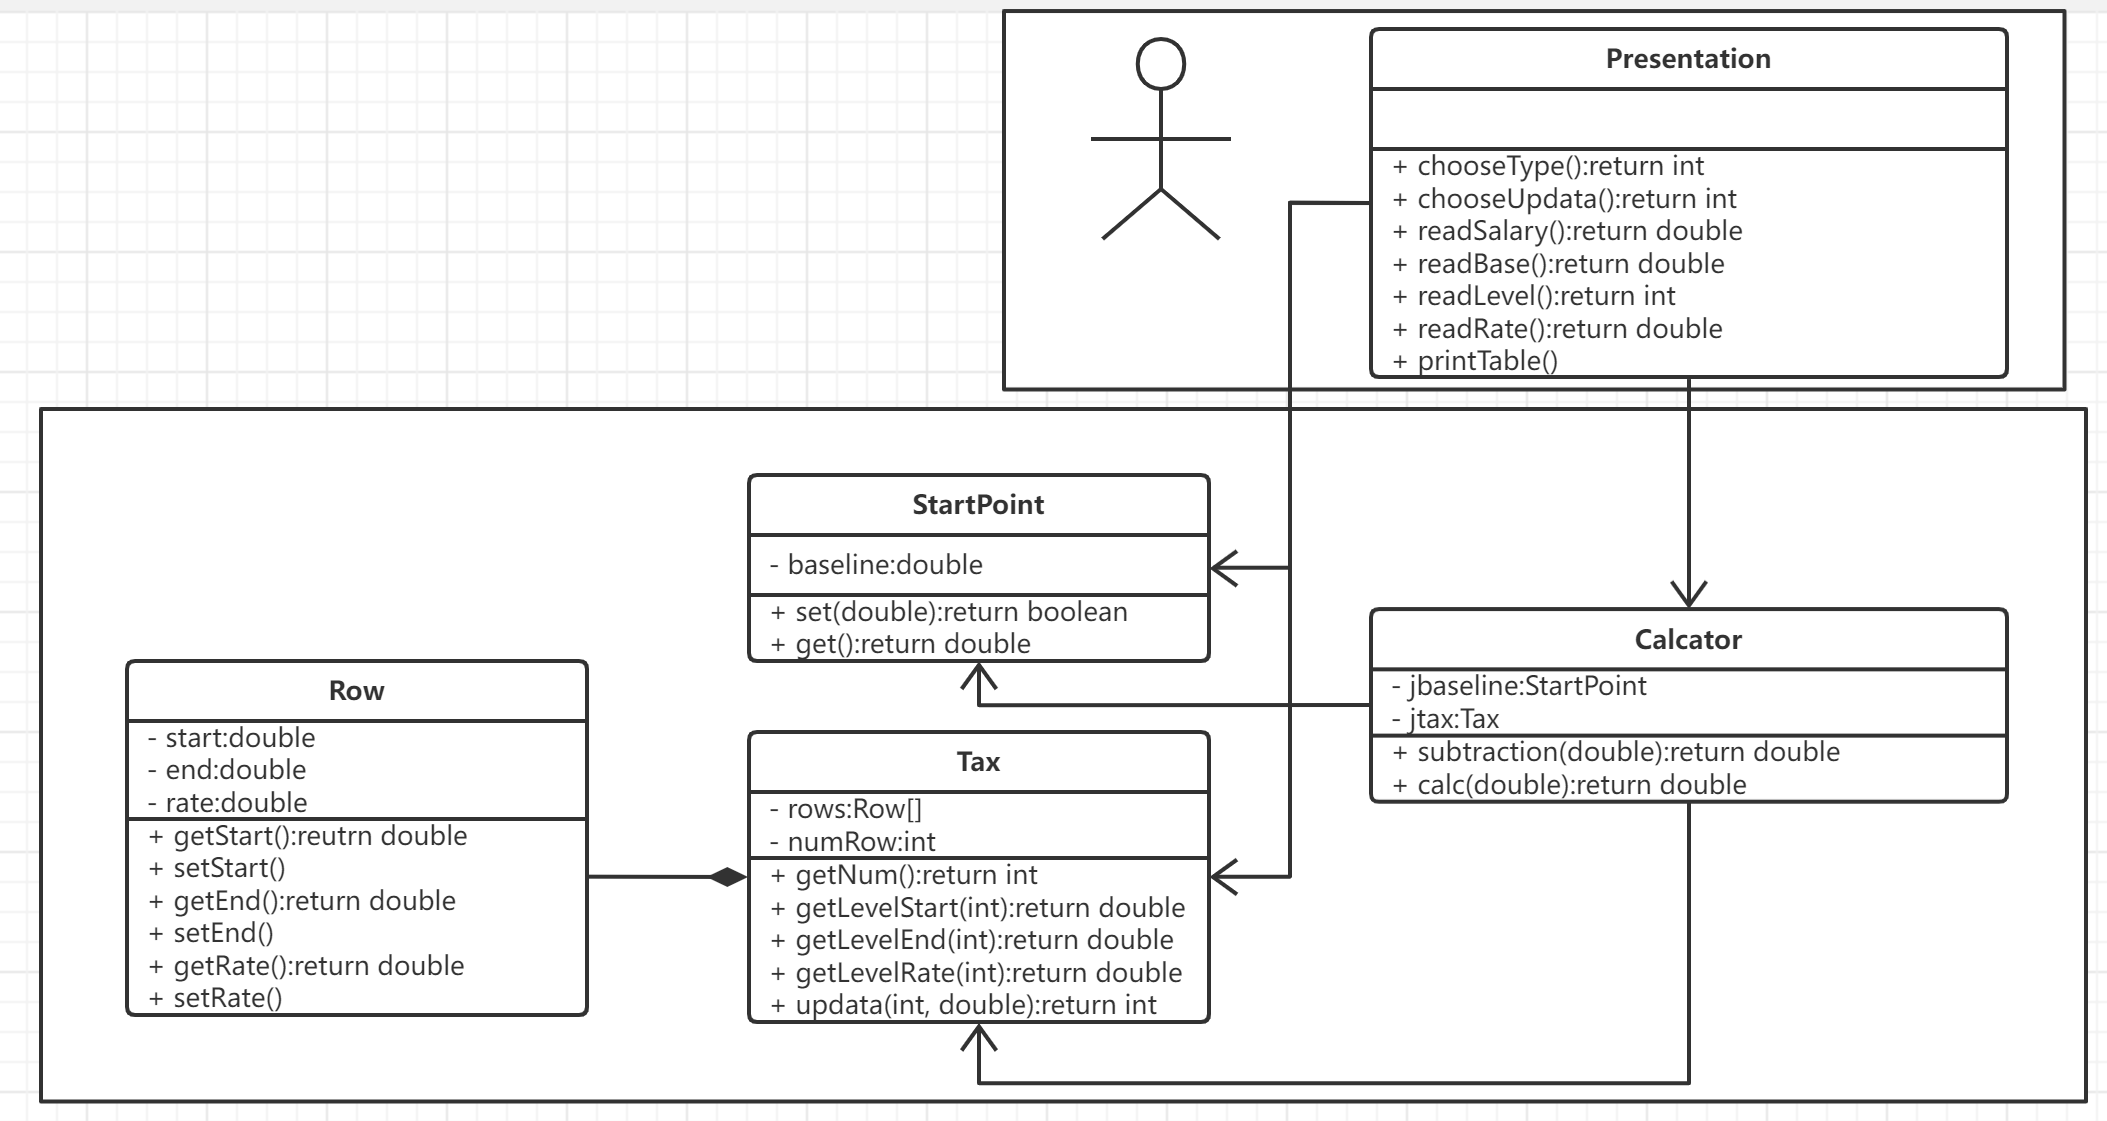 Presentation
+ chooseType():return int
+ chooseUpdata():return int
+ readSalary():return double
+ readBase():return double
+ readLevel():return int
+ readRate():return double
+ printTable()
StartPoint
- baseline:double
+ set(double):return boolean
+ get():return double
Calcator
- jbaseline:StartPoint
- jtax:Tax
+ subtraction(double):return double
+ calc(double):return double
Row
- start:double
- end:double
- rate:double
+ getStart():reutrn double
+ setStart()
+ getEnd():return double
+ setEnd()
+ getRate():return double
+ setRate()
Tax
- rows:Row[]
- numRow:int
+ getNum():return int
+ getLevelStart(int):return double
+ getLevelEnd(int):return double
+ getLevelRate(int):return double
+ updata(int, double):return int